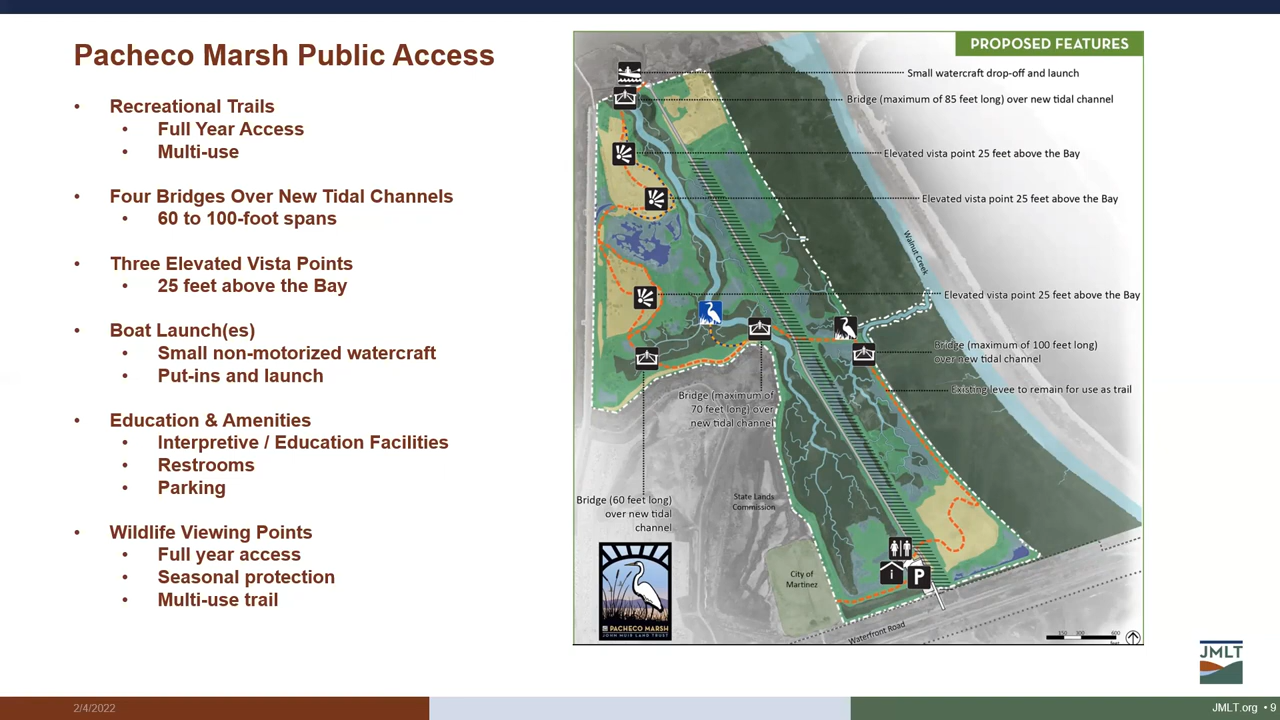 Pacheco Marsh Public Access
• Recreational Trails
• Full Year Access
• Multi-use
• Four Bridges Over New Tidal Channels
• 60 to 100-foot spans
• Three Elevated Vista Points
• 25 feet above the Bay
• Boat Launch(es)
• Small non-motorized watercraft
• Put-ins and launch
• Education & Amenities
• Interpretive / Education Facilities
• Restrooms
• Parking
• Wildlife Viewing Points
• Full year access
• Seasonal protection
• Multi-use trail
PROPOSED FEATURES
Small watercraft drop-off and launch
Bridge (maximum of 85 feet long) over new tidal channel
Elevated vista point 25 feet above the Bay
Elevated vista point 25 feet above the Bay
Walnut Creek
Elevated vista point 25 feet above the Bay
Bridge (maximum of 100 feet long)
over new tidal channel
Existing levee to remain for use as trail
Bridge (maximum of
70 feet long) over
new tidal channel
Bridge (60 feet long)
over new tidal
channel
State Lands
Commission
City of
Martinez
i
P
Waterfront Road
PACHECO MARSH
JOHN MUIR LAND TRUST
150 300 600
feet
JMLT
2/4/2022
JMLT.org • 9